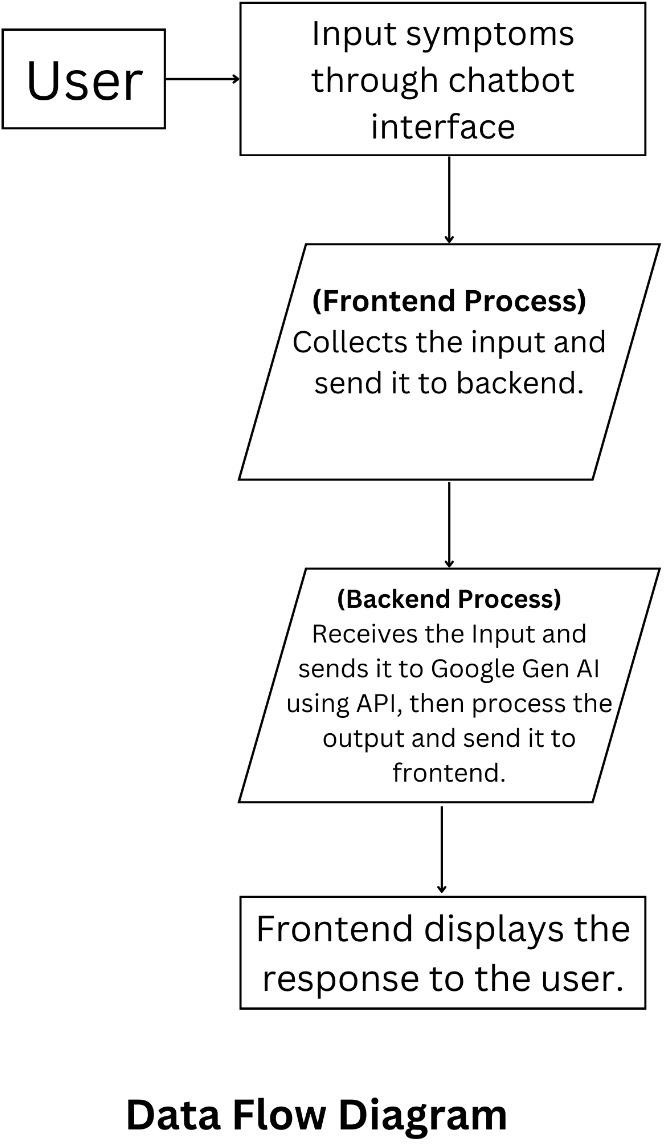 User
Input symptoms
through chatbot
interface
(Frontend Process)
Collects the input and
send it to backend.
(Backend Process)
Receives the Input and
sends it to Google Gen AI
using API, then process the
output and send it to
frontend.
Frontend displays the
response to the user.
Data Flow Diagram